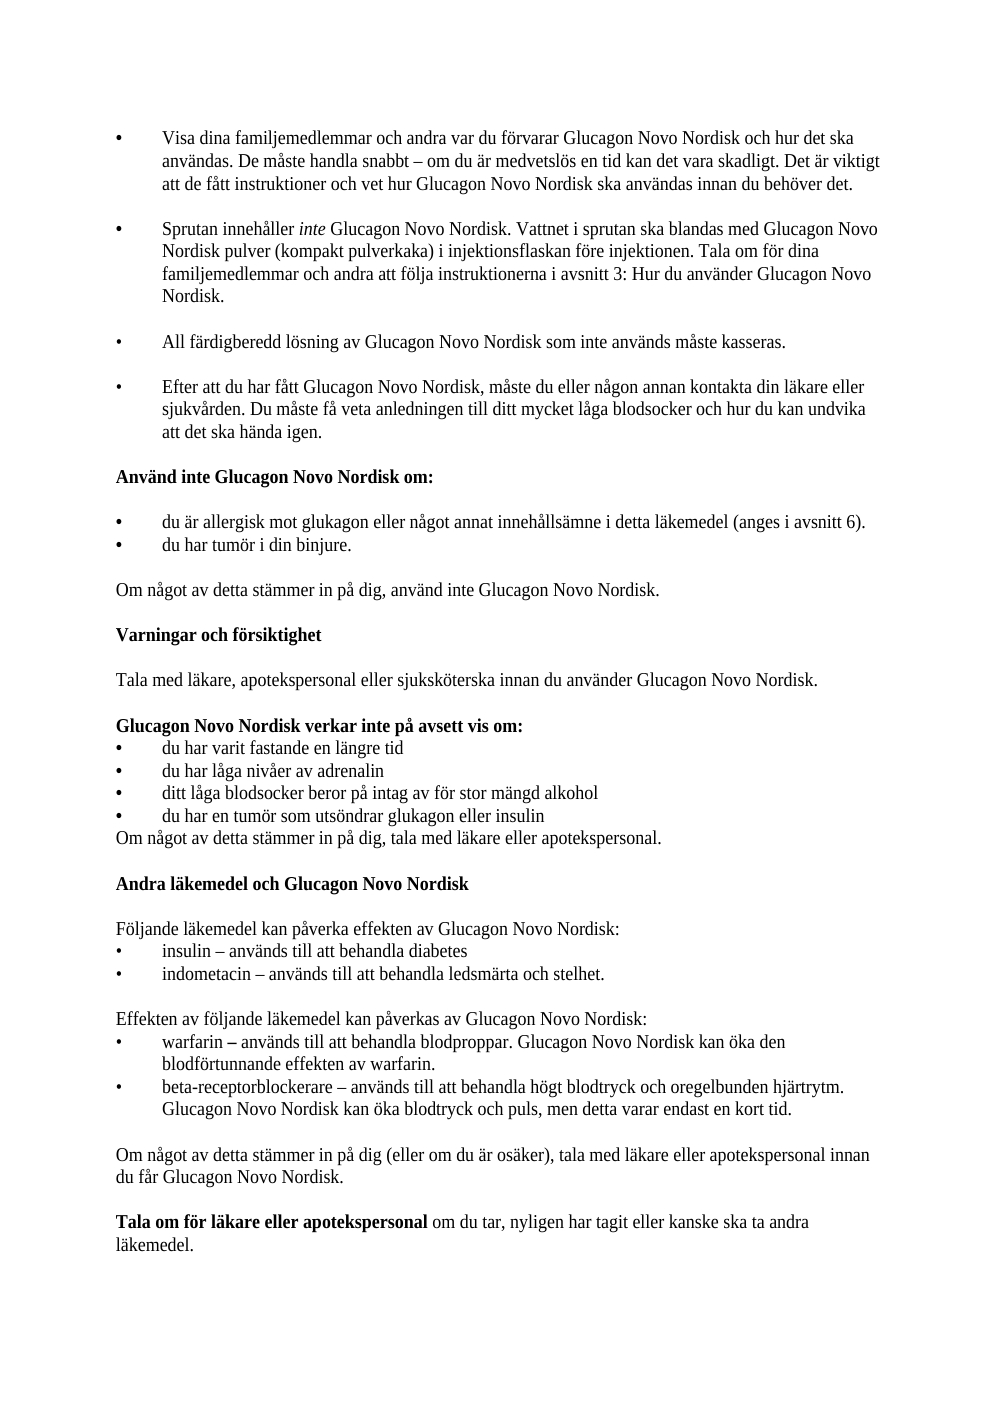 • Visa dina familjemedlemmar och andra var du förvarar Glucagon Novo Nordisk och hur det ska
användas. De måste handla snabbt – om du är medvetslös en tid kan det vara skadligt. Det är viktigt
att de fått instruktioner och vet hur Glucagon Novo Nordisk ska användas innan du behöver det.
• Sprutan innehåller inte Glucagon Novo Nordisk. Vattnet i sprutan ska blandas med Glucagon Novo
Nordisk pulver (kompakt pulverkaka) i injektionsflaskan före injektionen. Tala om för dina
familjemedlemmar och andra att följa instruktionerna i avsnitt 3: Hur du använder Glucagon Novo
Nordisk.
• All färdigberedd lösning av Glucagon Novo Nordisk som inte används måste kasseras.
• Efter att du har fått Glucagon Novo Nordisk, måste du eller någon annan kontakta din läkare eller
sjukvården. Du måste få veta anledningen till ditt mycket låga blodsocker och hur du kan undvika
att det ska hända igen.
Använd inte Glucagon Novo Nordisk om:
• du är allergisk mot glukagon eller något annat innehållsämne i detta läkemedel (anges i avsnitt 6).
• du har tumör i din binjure.
Om något av detta stämmer in på dig, använd inte Glucagon Novo Nordisk.
Varningar och försiktighet
Tala med läkare, apotekspersonal eller sjuksköterska innan du använder Glucagon Novo Nordisk.
Glucagon Novo Nordisk verkar inte på avsett vis om:
• du har varit fastande en längre tid
• du har låga nivåer av adrenalin
• ditt låga blodsocker beror på intag av för stor mängd alkohol
• du har en tumör som utsöndrar glukagon eller insulin
Om något av detta stämmer in på dig, tala med läkare eller apotekspersonal.
Andra läkemedel och Glucagon Novo Nordisk
Följande läkemedel kan påverka effekten av Glucagon Novo Nordisk:
• insulin – används till att behandla diabetes
• indometacin – används till att behandla ledsmärta och stelhet.
Effekten av följande läkemedel kan påverkas av Glucagon Novo Nordisk:
• warfarin – används till att behandla blodproppar. Glucagon Novo Nordisk kan öka den
blodförtunnande effekten av warfarin.
• beta-receptorblockerare – används till att behandla högt blodtryck och oregelbunden hjärtrytm.
Glucagon Novo Nordisk kan öka blodtryck och puls, men detta varar endast en kort tid.
Om något av detta stämmer in på dig (eller om du är osäker), tala med läkare eller apotekspersonal innan
du får Glucagon Novo Nordisk.
Tala om för läkare eller apotekspersonal om du tar, nyligen har tagit eller kanske ska ta andra
läkemedel.